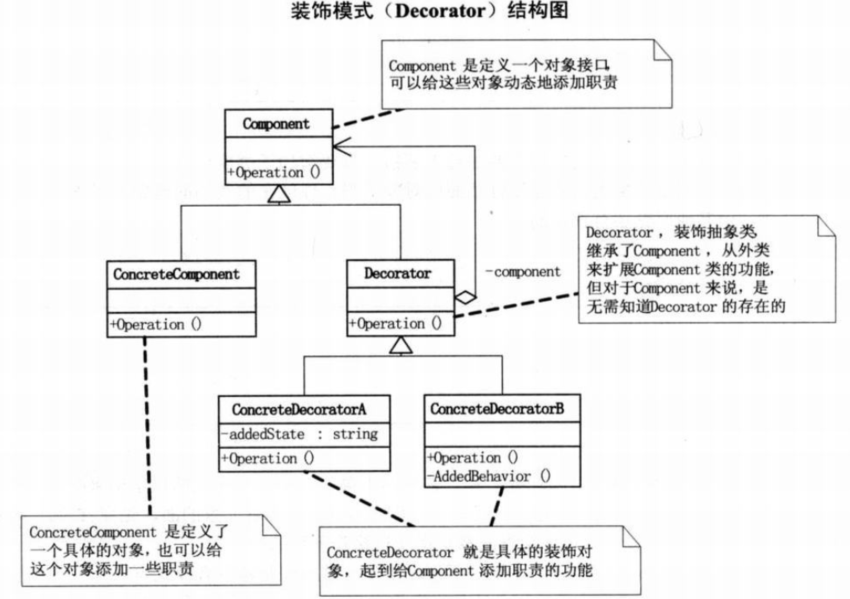 装饰模式（Decorator）结构图
Component 是定义一个对象接口，
可以给这些对象动态地添加职责
Component
+Operation ()
Decorator , 装饰抽象类，
继承了Component , 从外类
来扩展Component 类的功能，
但对于Component 来说，是
无需知道Decorator 的存在的
ConcreteComponent
+Operation ()
Decorator
+Operation ()
-component
ConcreteDecoratorA
-addedState : string
+Operation ()
ConcreteDecoratorB
+Operation ()
-AddedBehavior ()
ConcreteComponent 是定义了
一个具体的对象，也可以给
这个对象添加一些职责
ConcreteDecorator 就是具体的装饰对
象，起到给Component 添加职责的功能